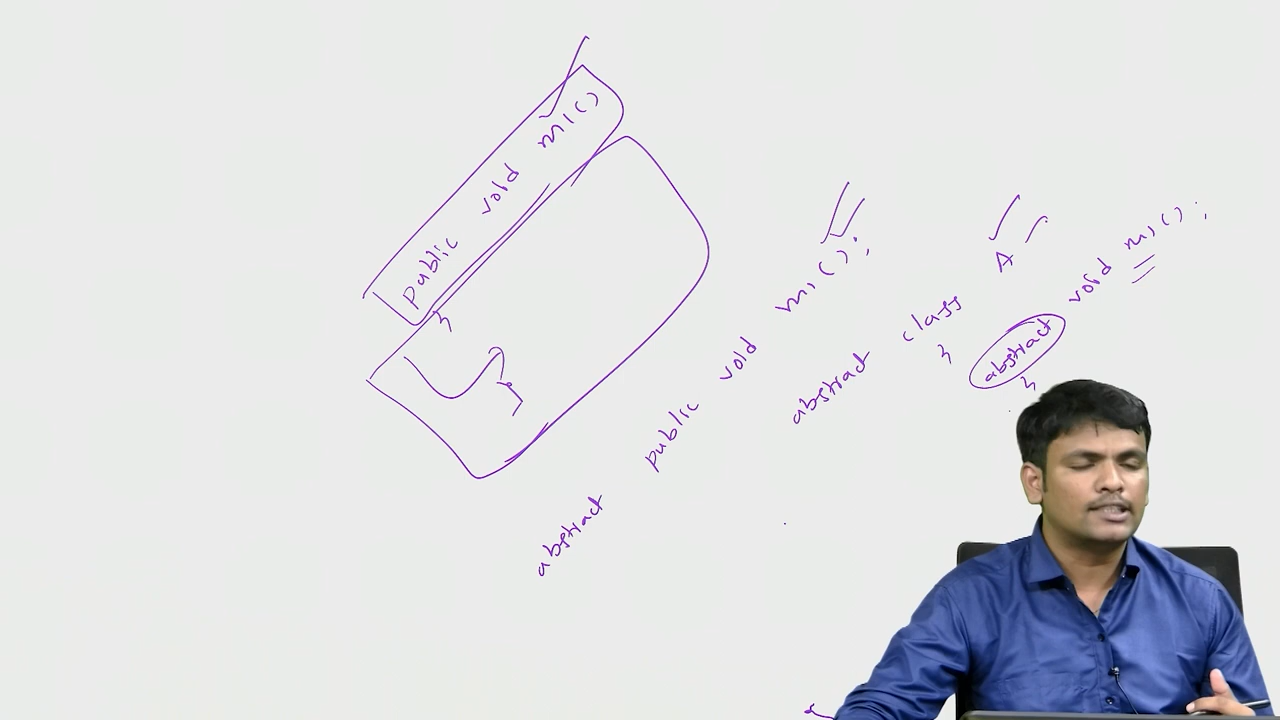 public void m1()
{
}
abstract public void m1();
abstract class A
{
abstract void m1();
}